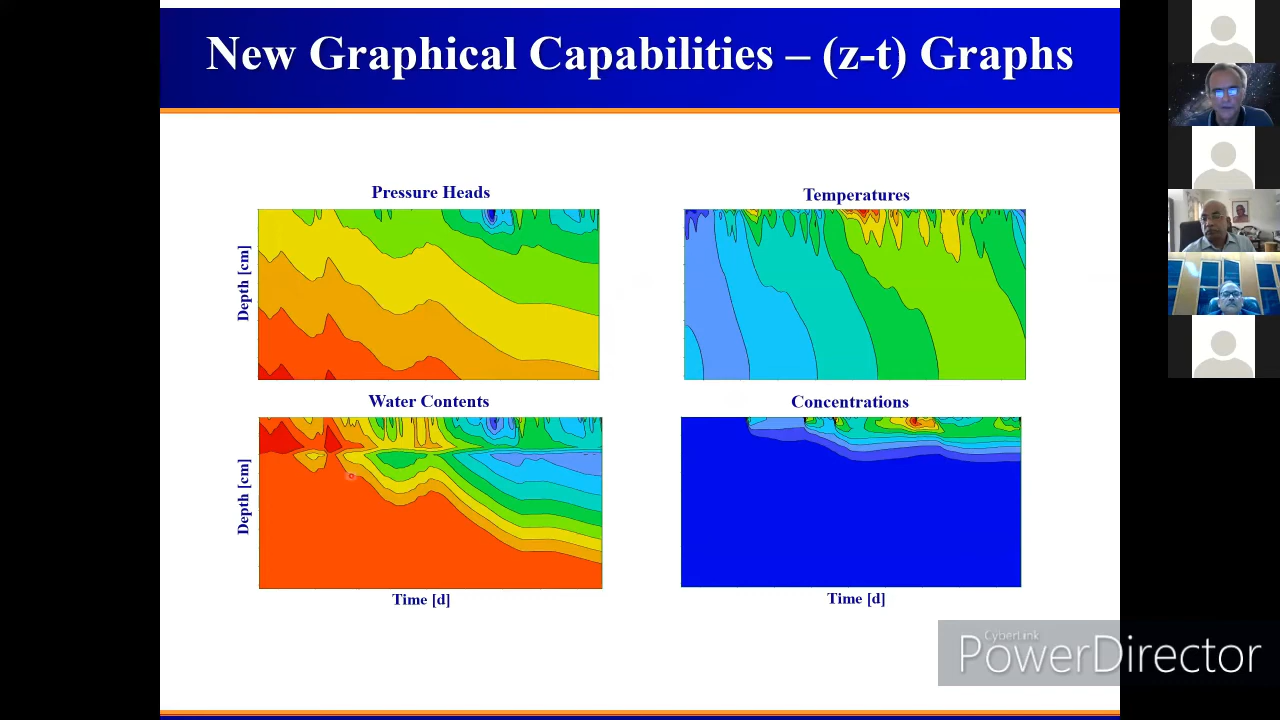 New Graphical Capabilities – (z-t) Graphs
Pressure Heads
Temperatures
Depth [cm]
Water Contents
Concentrations
Depth [cm]
Time [d]
Time [d]
CyberLink
PowerDirector